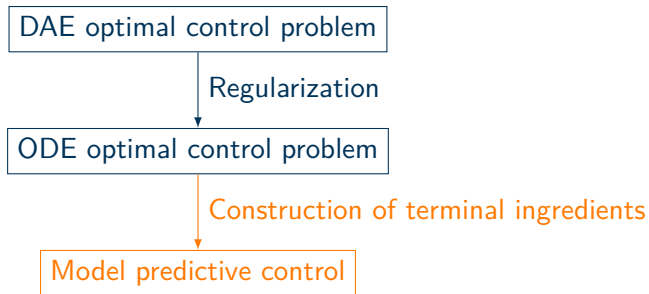 DAE optimal control problem
Regularization
ODE optimal control problem
Construction of terminal ingredients
Model predictive control